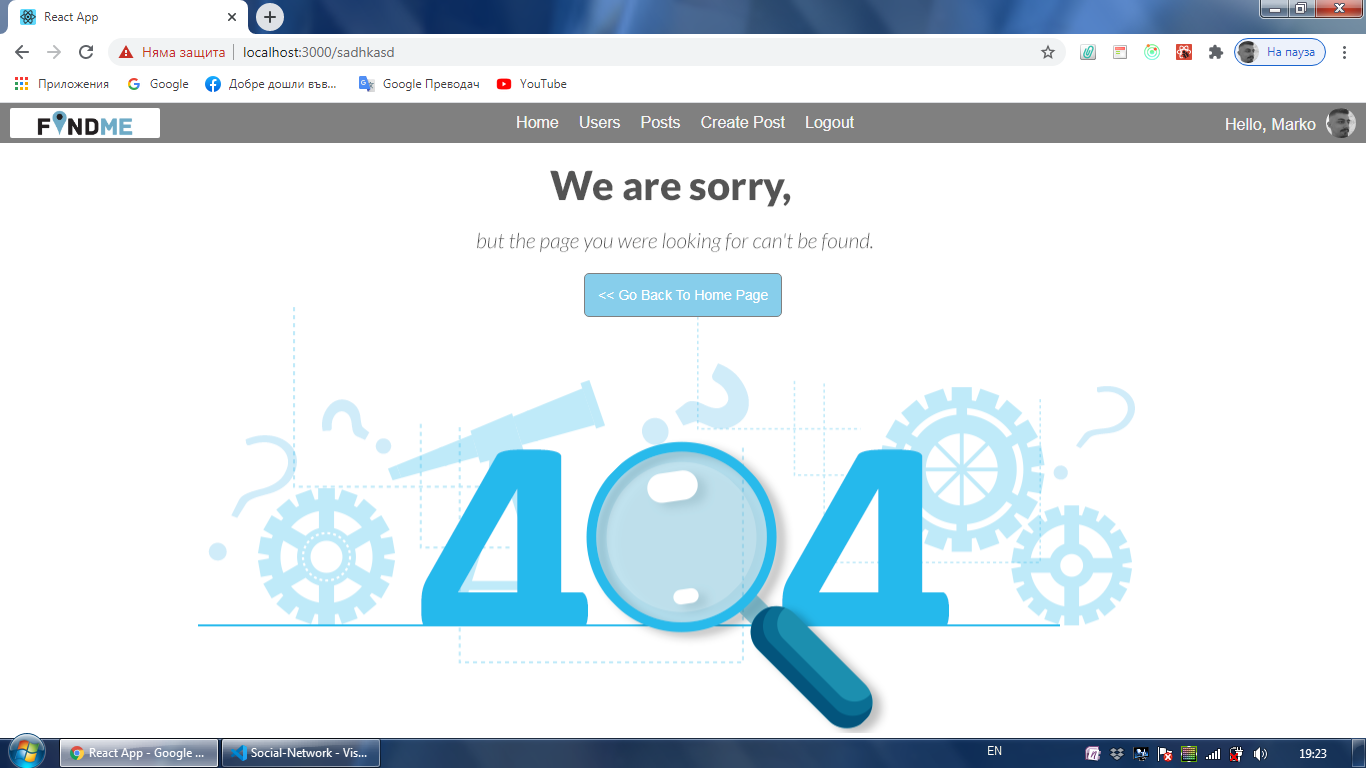 React App
Няма защита localhost:3000/sadhkasd
На пауза
Приложения Google Добре дошли във... Google Преводач YouTube
FINDME Home Users Posts Create Post Logout Hello, Marko
We are sorry,
but the page you were looking for can't be found.
<< Go Back To Home Page
404
React App - Google ... Social-Network - Vis... EN 19:23